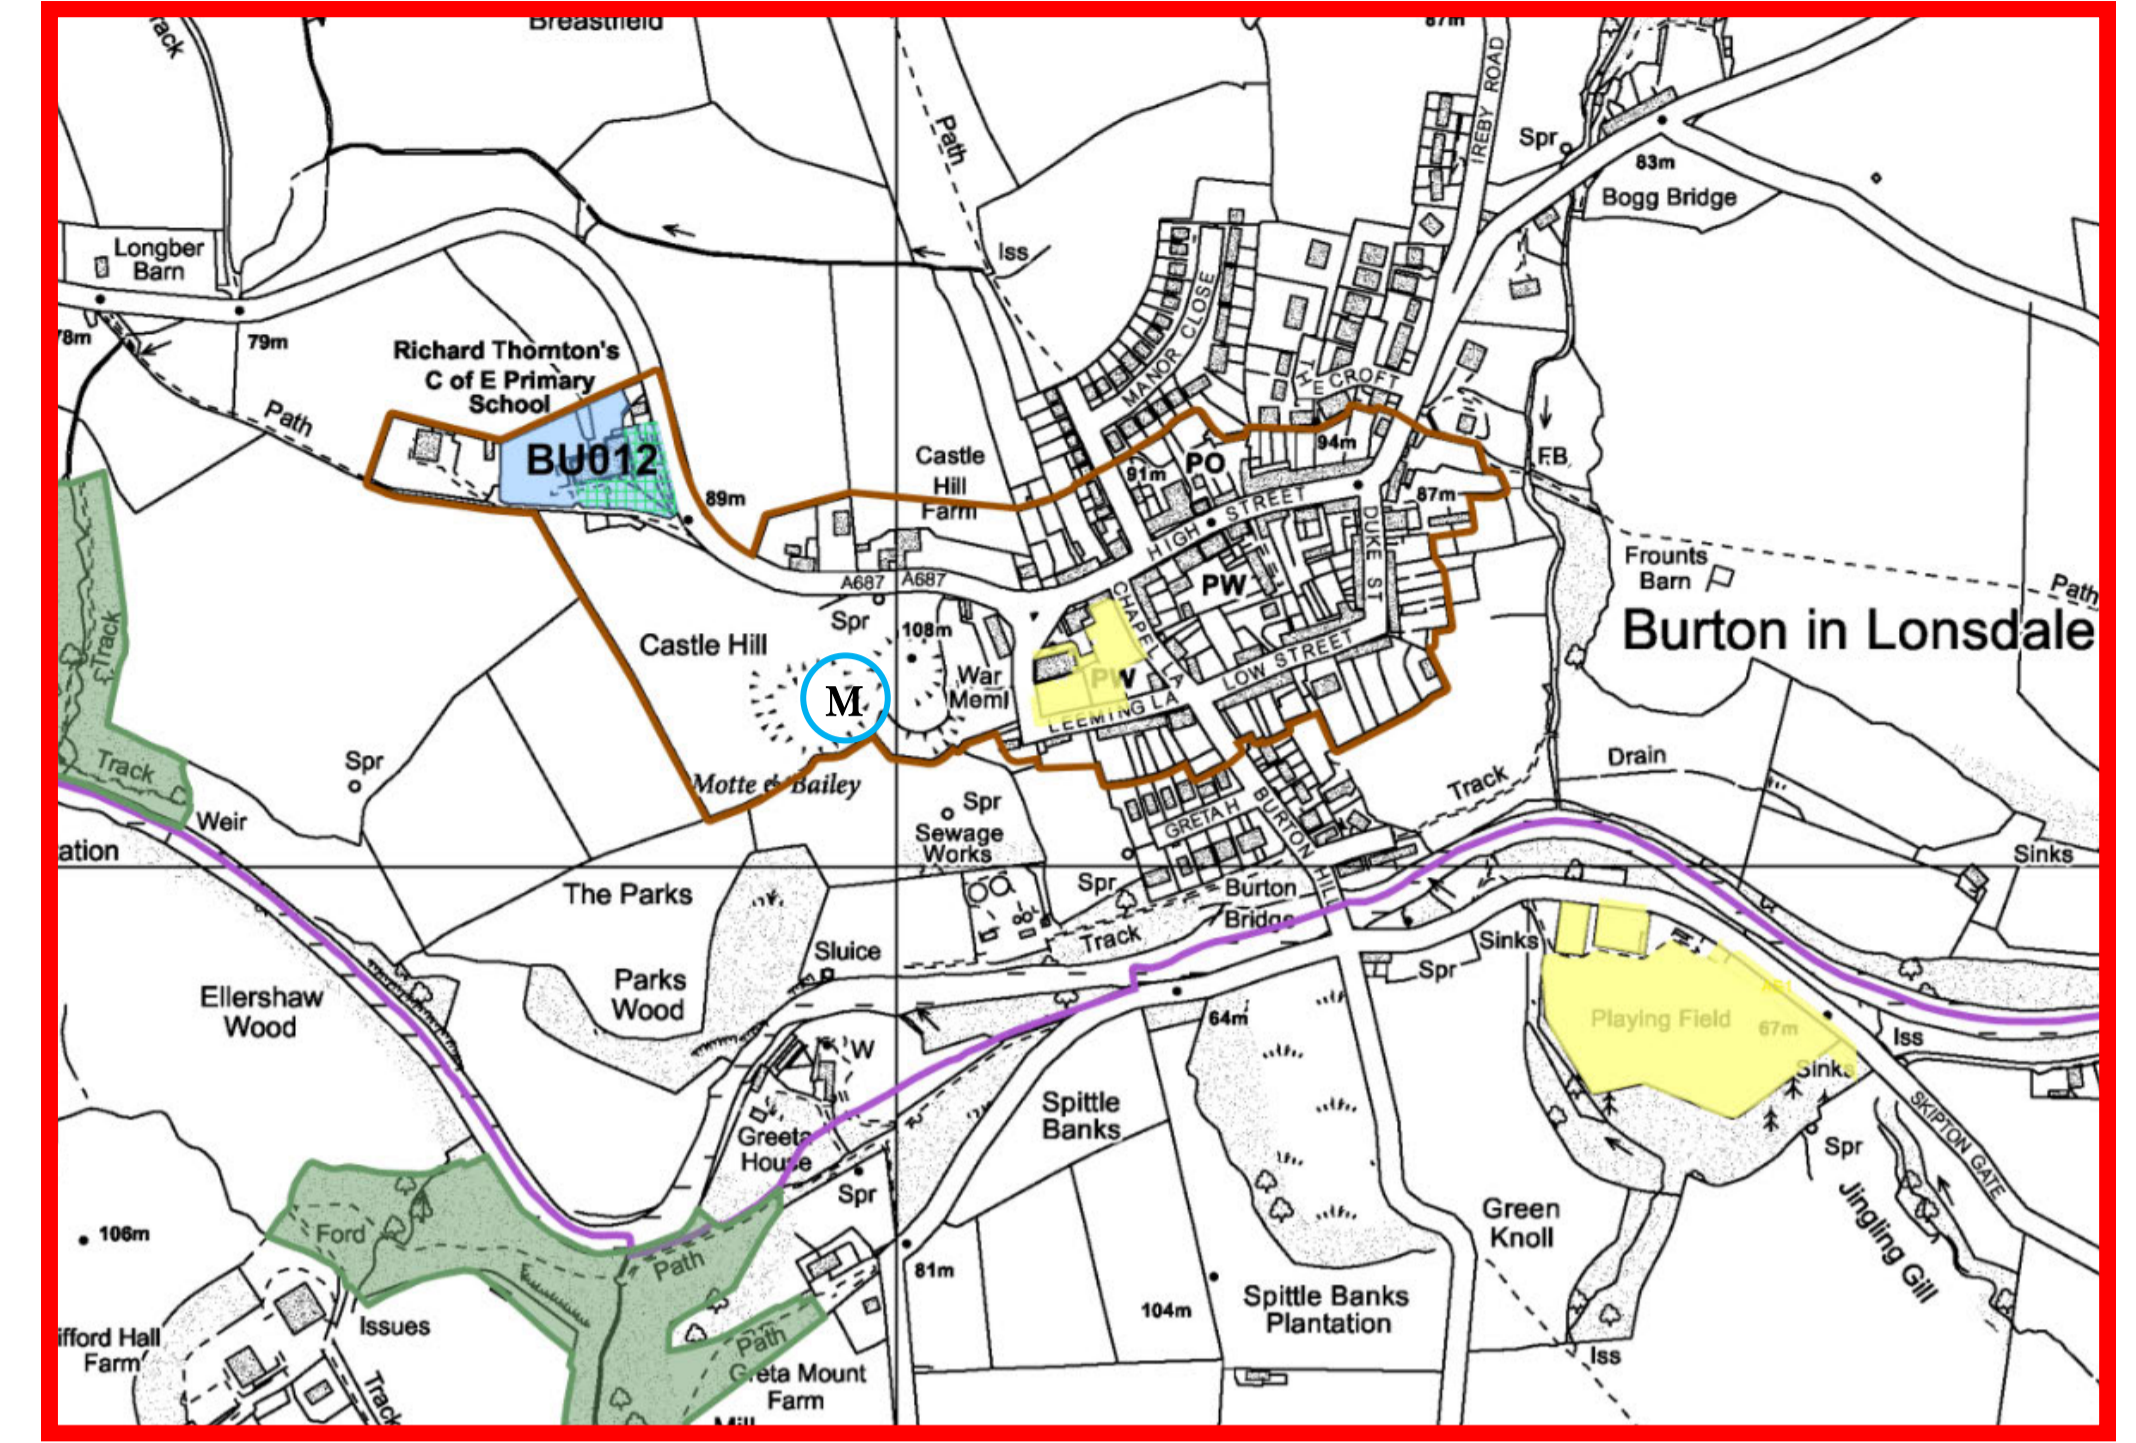 Track
Breastfield
87m
IREBY ROAD
Path
Spr
83m
Bogg Bridge
Longber
Barn
Iss
MANOR CLOSE
78m
79m
Richard Thornton's
C of E Primary
School
THE CROFT
Path
BU012
Castle
Hill
Farm
94m
91m
PO
F.B.
89m
87m
HIGH STREET
DUKE ST
A687
A687
Frounts
Barn
Path
PW
CHAPEL LA
Spr
108m
Burton in Lonsdale
Castle Hill
LOW STREET
Track
War
Meml
PW
M
LEEMING LA
Track
Spr
Motte & Bailey
Drain
Track
Weir
Spr
Sewage
Works
GRETA H
BURTON HILL
ation
Sinks
The Parks
Spr
Burton
Bridge
Track
Sluice
Sinks
Spr
Parks
Wood
Ellershaw
Wood
Playing Field
67m
64m
W
Iss
Sinks
Spittle
Banks
SKIPTON GATE
Greeta
House
Spr
Spr
Jingling Gill
Green
Knoll
Ford
106m
Path
81m
104m
Spittle Banks
Plantation
Issues
ifford Hall
Farm
Path
Iss
Greta Mount
Farm
Track
Mill